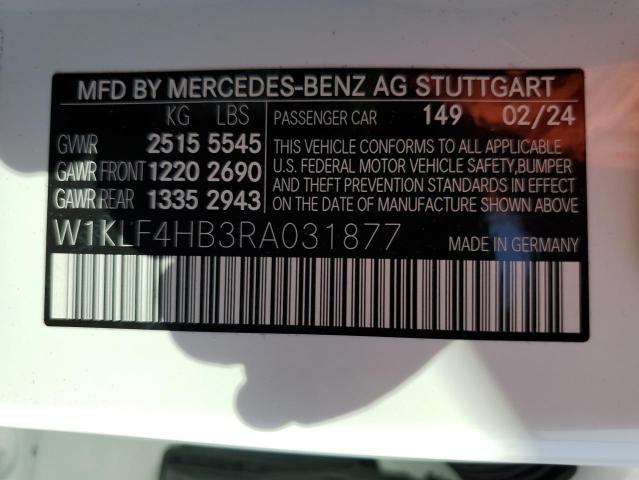 MFD BY MERCEDES-BENZ AG STUTTGART
KG LBS PASSENGER CAR 149 02/24
GVWR 2515 5545
GAWR FRONT 1220 2690
GAWR REAR 1335 2943
THIS VEHICLE CONFORMS TO ALL APPLICABLE
U.S. FEDERAL MOTOR VEHICLE SAFETY,BUMPER
AND THEFT PREVENTION STANDARDS IN EFFECT
ON THE DATE OF MANUFACTURE SHOWN ABOVE.
W1KLF4HB3RA031877 MADE IN GERMANY